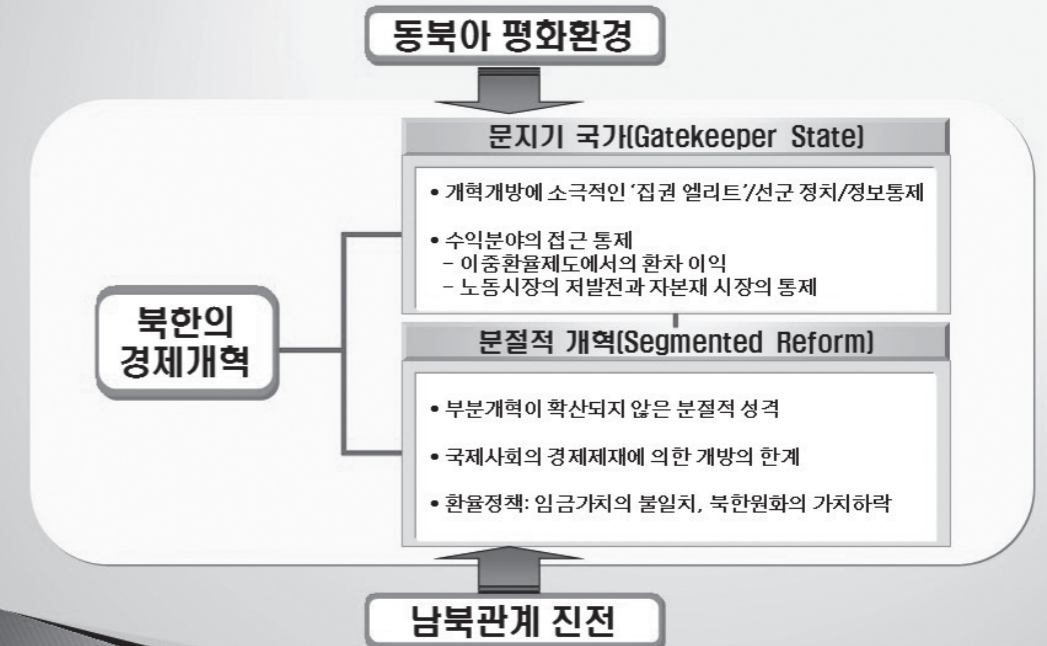 동북아 평화환경
문지기 국가(Gatekeeper State)
• 개혁개방에 소극적인 ‘집권 엘리트’/선군 정치/정보통제
• 수익분야의 접근 통제
- 이중환율제도에서의 환차 이익
- 노동시장의 저발전과 자본재 시장의 통제
북한의
경제개혁
분절적 개혁(Segmented Reform)
• 부분개혁이 확산되지 않은 분절적 성격
• 국제사회의 경제제재에 의한 개방의 한계
• 환율정책: 임금가치의 불일치, 북한원화의 가치하락
남북관계 진전